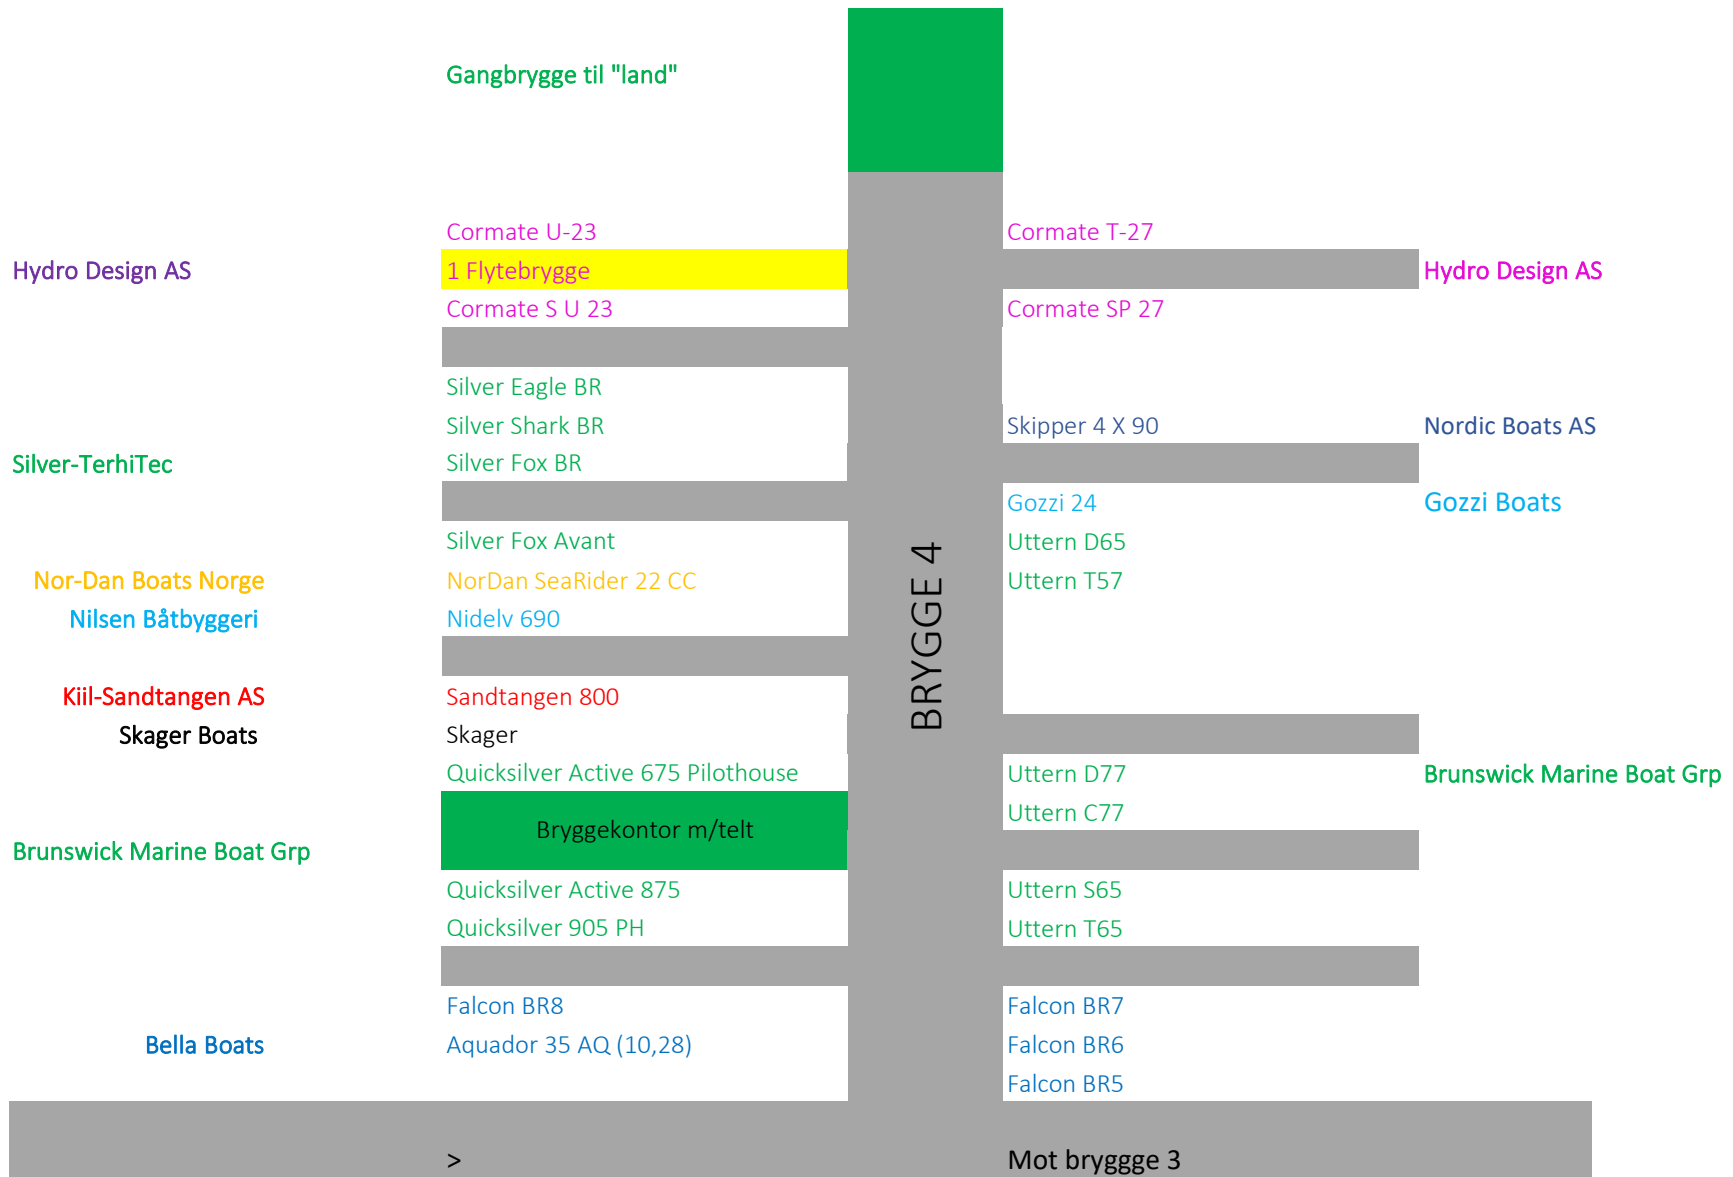 Gangbrygge til "land"
Cormate U-23 Cormate T-27
Hydro Design AS 1 Flytebrygge Hydro Design AS
Cormate S U 23 Cormate SP 27
Silver Eagle BR
Silver Shark BR Skipper 4 X 90 Nordic Boats AS
Silver-TerhiTec Silver Fox BR
Gozzi 24 Gozzi Boats
Silver Fox Avant Uttern D65
Nor-Dan Boats Norge NorDan SeaRider 22 CC Uttern T57
Nilsen Båtbyggeri Nidelv 690
BRYGGE 4
Kiil-Sandtangen AS Sandtangen 800
Skager Boats Skager
Quicksilver Active 675 Pilothouse Uttern D77 Brunswick Marine Boat Grp
Uttern C77
Bryggekontor m/telt
Brunswick Marine Boat Grp
Quicksilver Active 875 Uttern S65
Quicksilver 905 PH Uttern T65
Falcon BR8 Falcon BR7
Bella Boats Aquador 35 AQ (10,28) Falcon BR6
Falcon BR5
> Mot bryggge 3